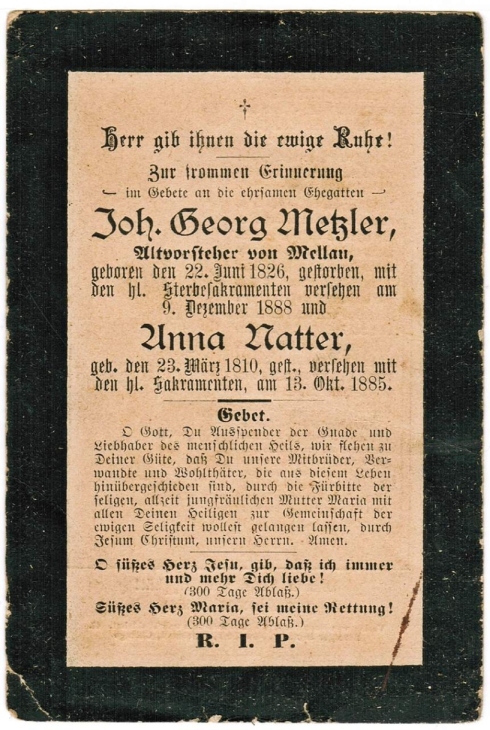 †
Herr gib ihnen die ewige Ruhe!
Zur frommen Erinnerung
im Gebete an die ehrsamen Ehegatten
Joh. Georg Metzler,
Altvorsteher von Mellau,
geboren den 22. Juni 1826, gestorben, mit
den hl. Sterbesakramenten versehen am
9. Dezember 1888 und
Anna Natter,
geb. den 23. März 1810, gest., versehen mit
den hl. Sakramenten, am 13. Okt. 1885.
Gebet.
O Gott, Du Ausspender der Gnade und
Liebhaber des menschlichen Heils, wir flehen zu
Deiner Güte, daß Du unsere Mitbrüder, Ver-
wandte und Wohlthäter, die aus diesem Leben
hinübergeschieden sind, durch die Fürbitte der
seligen, allzeit jungfräulichen Mutter Maria mit
allen Deinen Heiligen zur Gemeinschaft der
ewigen Seligkeit wollest gelangen lassen, durch
Jesum Christum, unsern Herrn. Amen.
O süßes Herz Jesu, gib, daß ich immer
und mehr Dich liebe!
(300 Tage Ablaß.)
Süßes Herz Maria, sei meine Rettung!
(300 Tage Ablaß.)
R. I. P.